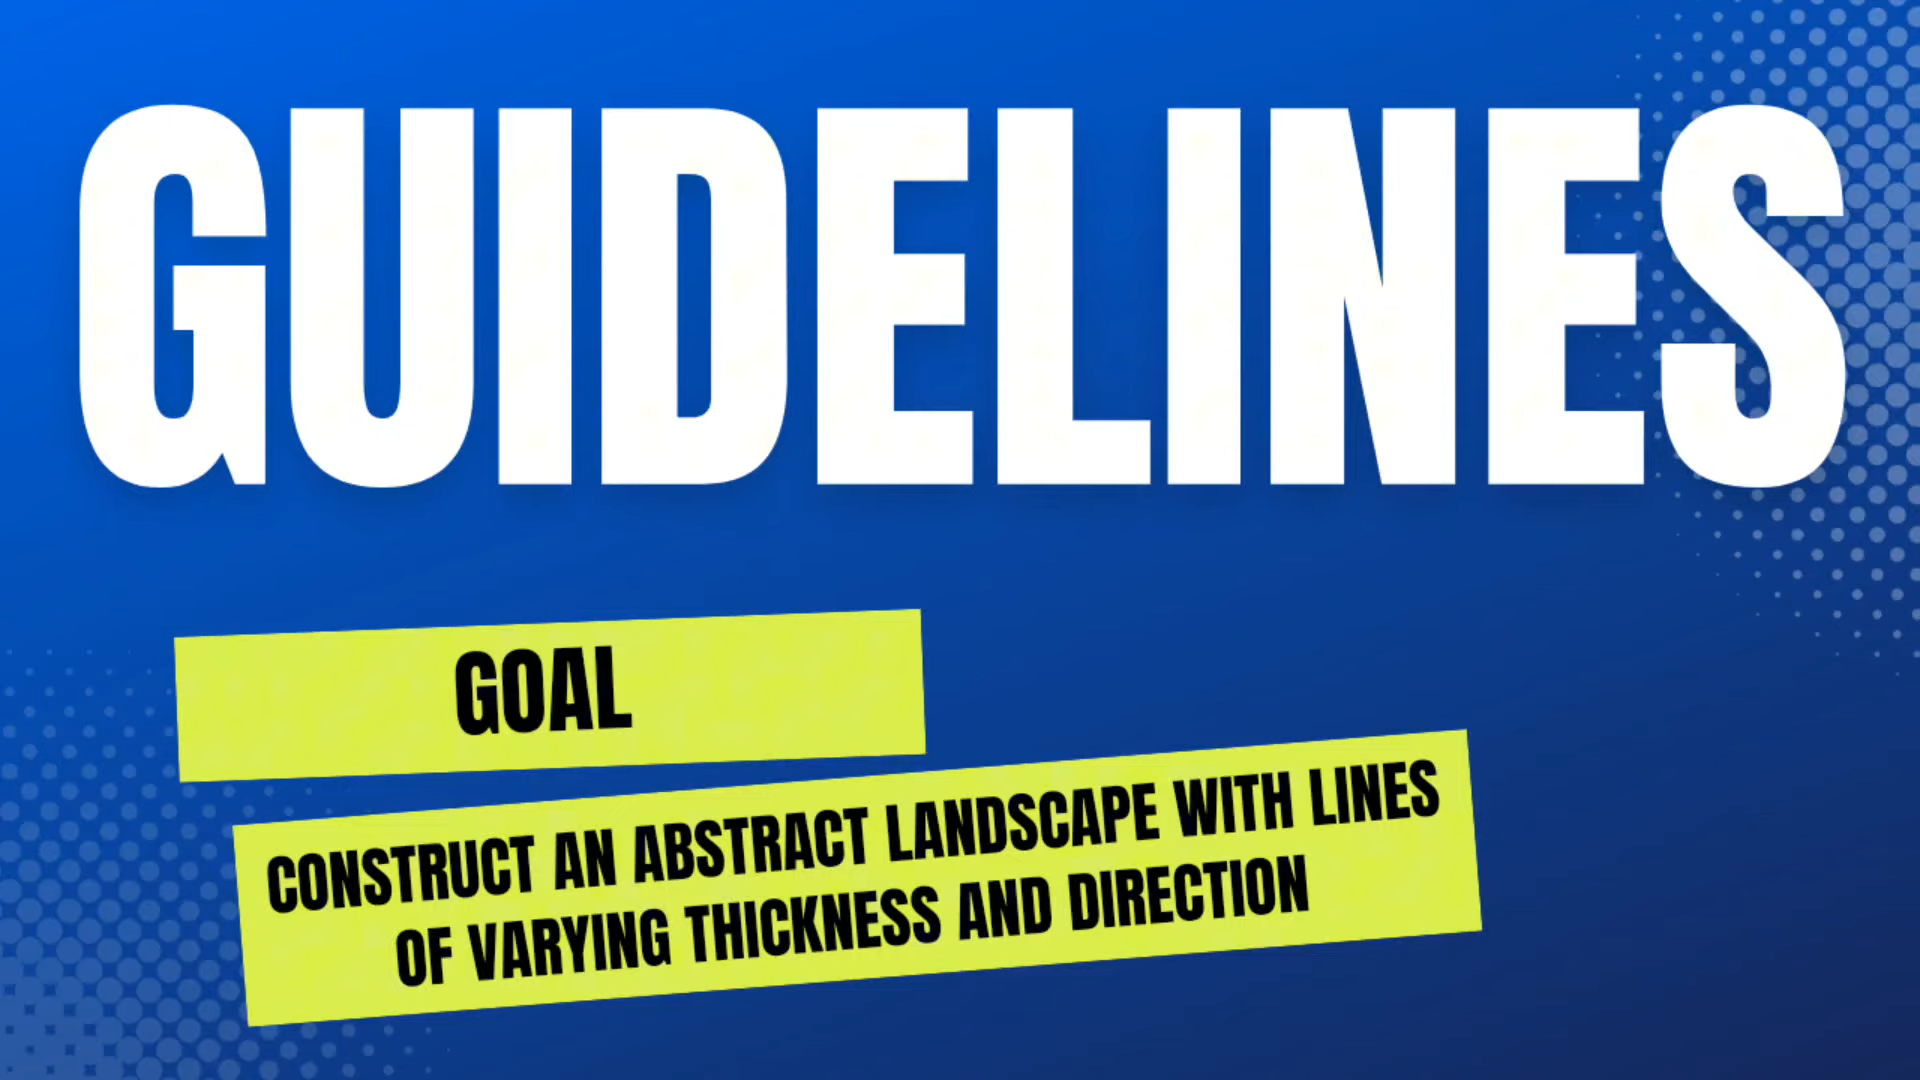 GUIDELINES
GOAL
CONSTRUCT AN ABSTRACT LANDSCAPE WITH LINES
OF VARYING THICKNESS AND DIRECTION